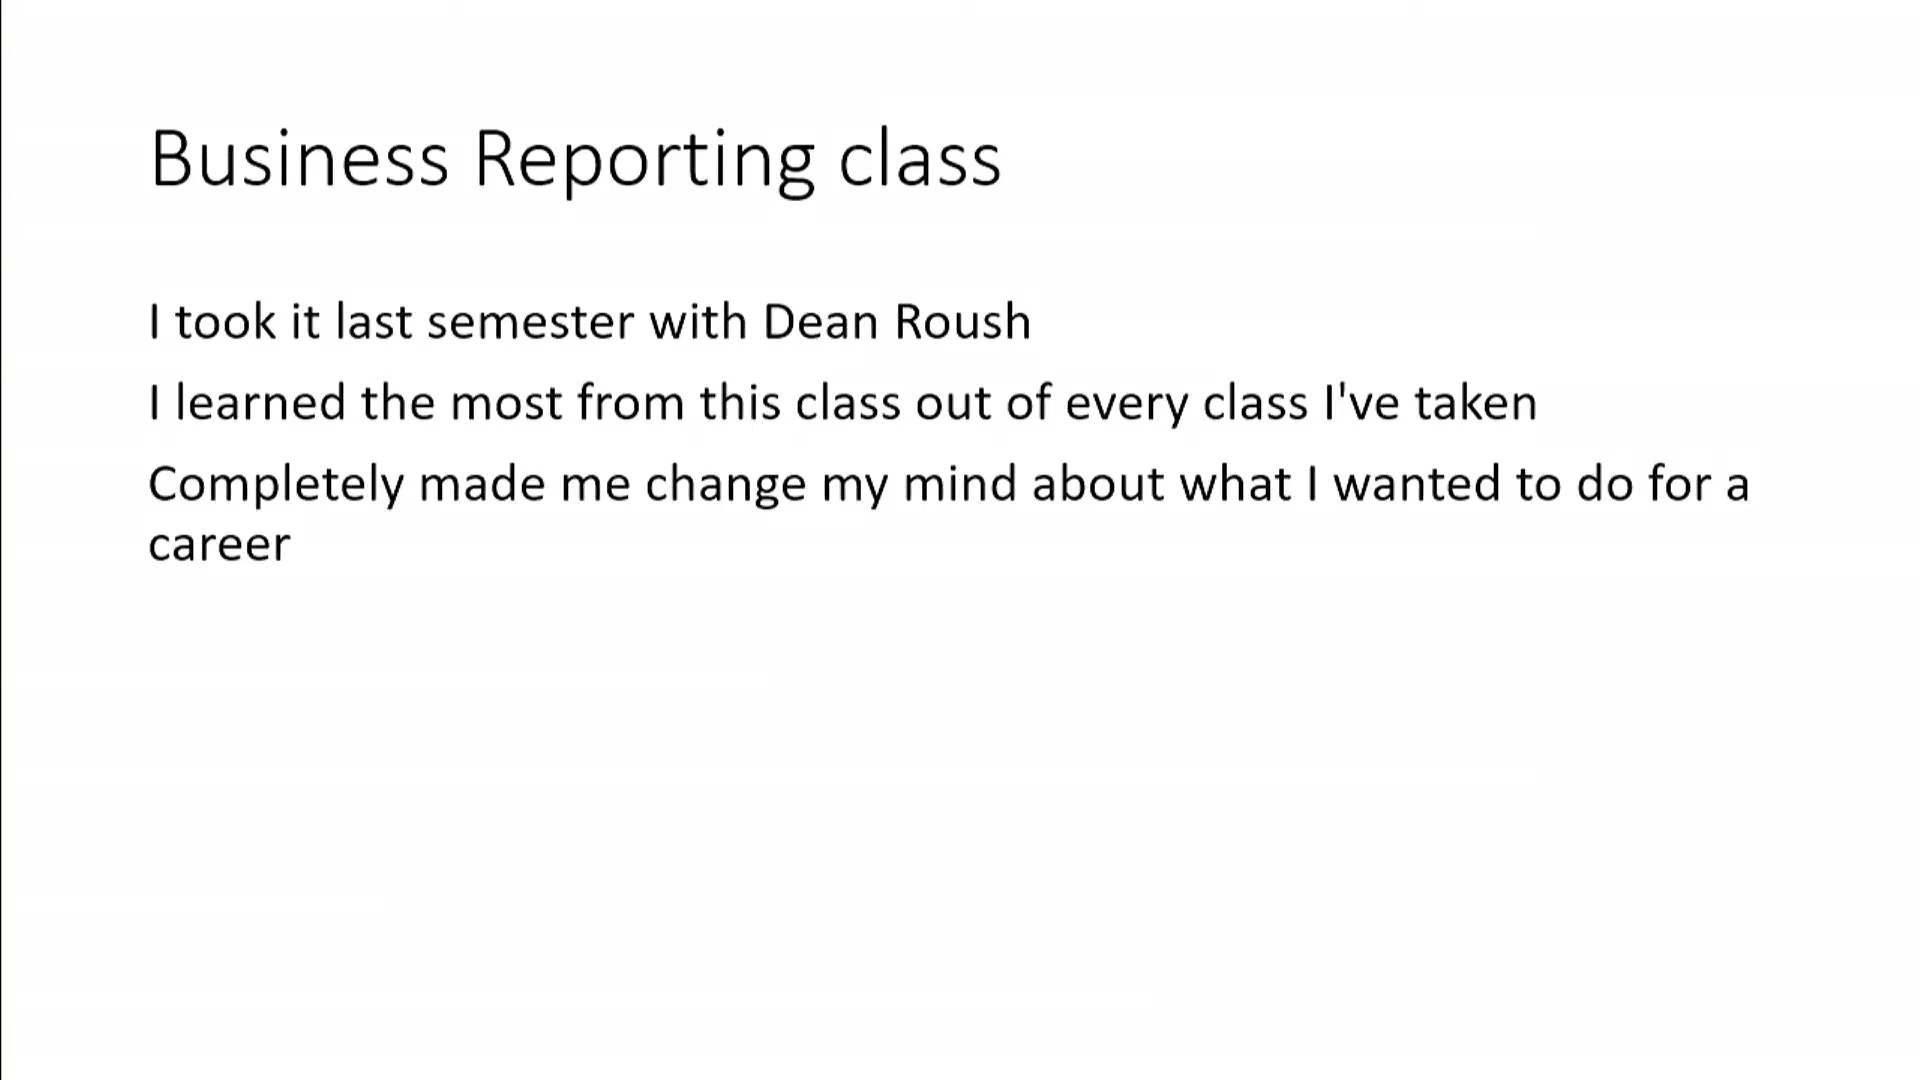 Business Reporting class
I took it last semester with Dean Roush
I learned the most from this class out of every class I've taken
Completely made me change my mind about what I wanted to do for a
career